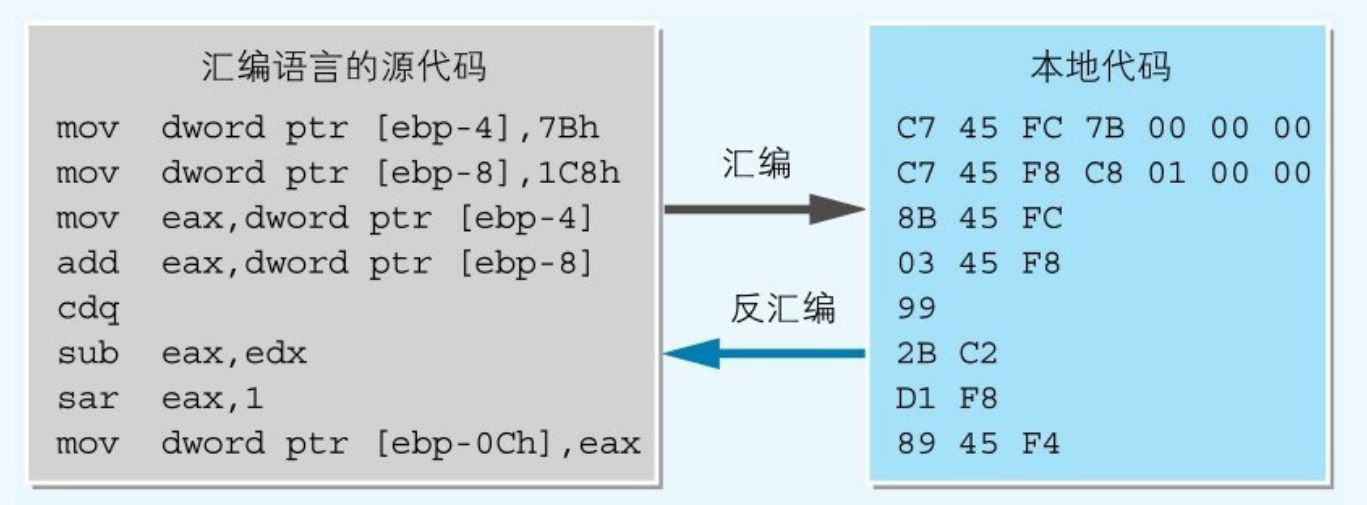 汇编语言的源代码
mov dword ptr [ebp-4],7Bh
mov dword ptr [ebp-8],1C8h
mov eax,dword ptr [ebp-4]
add eax,dword ptr [ebp-8]
cdq
sub eax,edx
sar eax,1
mov dword ptr [ebp-0Ch],eax
汇编
反汇编
本地代码
C7 45 FC 7B 00 00 00
C7 45 F8 C8 01 00 00
8B 45 FC
03 45 F8
99
2B C2
D1 F8
89 45 F4